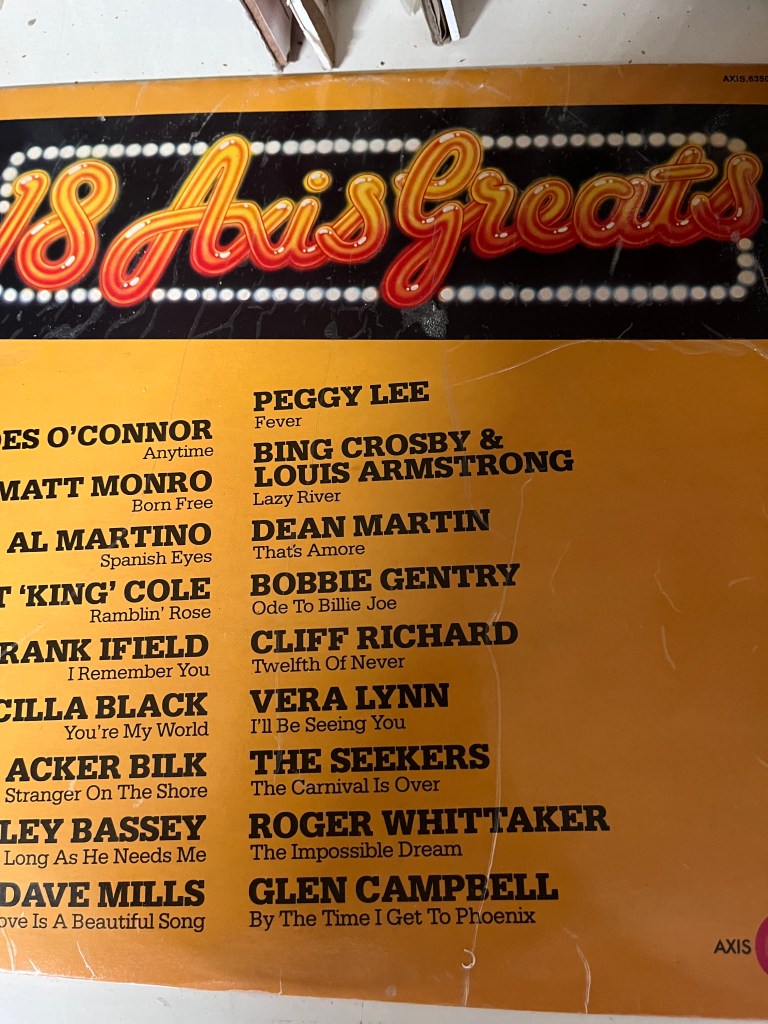 AXIS.6350
18 Axis Greats
DES O'CONNOR
Anytime
MATT MONRO
Born Free
AL MARTINO
Spanish Eyes
T 'KING' COLE
Ramblin' Rose
RANK IFIELD
I Remember You
CILLA BLACK
You're My World
ACKER BILK
Stranger On The Shore
LEY BASSEY
Long As He Needs Me
DAVE MILLS
ove Is A Beautiful Song
PEGGY LEE
Fever
BING CROSBY &
LOUIS ARMSTRONG
Lazy River
DEAN MARTIN
That's Amore
BOBBIE GENTRY
Ode To Billie Joe
CLIFF RICHARD
Twelfth Of Never
VERA LYNN
I'll Be Seeing You
THE SEEKERS
The Carnival Is Over
ROGER WHITTAKER
The Impossible Dream
GLEN CAMPBELL
By The Time I Get To Phoenix
AXIS